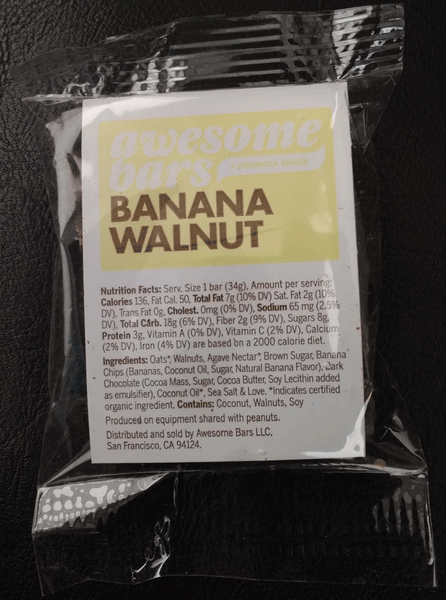 awesome
bars
BANANA
WALNUT
Nutrition Facts: Serv. Size 1 bar (34g), Amount per serving:
Calories 136, Fat Cal. 50, Total Fat 7g (10% DV) Sat. Fat 2g (10%
DV), Trans Fat 0g, Cholest. 0mg (0% DV), Sodium 65 mg (2.5%
DV), Total Carb. 18g (6% DV), Fiber 2g (9% DV), Sugars 8g,
Protein 3g, Vitamin A (0% DV), Vitamin C (2% DV), Calcium
(2% DV), Iron (4% DV) are based on a 2000 calorie diet.
Ingredients: Oats*, Walnuts, Agave Nectar*, Brown Sugar, Banana
Chips (Bananas, Coconut Oil, Sugar, Natural Banana Flavor), Dark
Chocolate (Cocoa Mass, Sugar, Cocoa Butter, Soy Lecithin added
as emulsifier), Coconut Oil*, Sea Salt & Love. *Indicates certified
organic ingredient. Contains: Coconut, Walnuts, Soy
Produced on equipment shared with peanuts.
Distributed and sold by Awesome Bars LLC,
San Francisco, CA 94124.